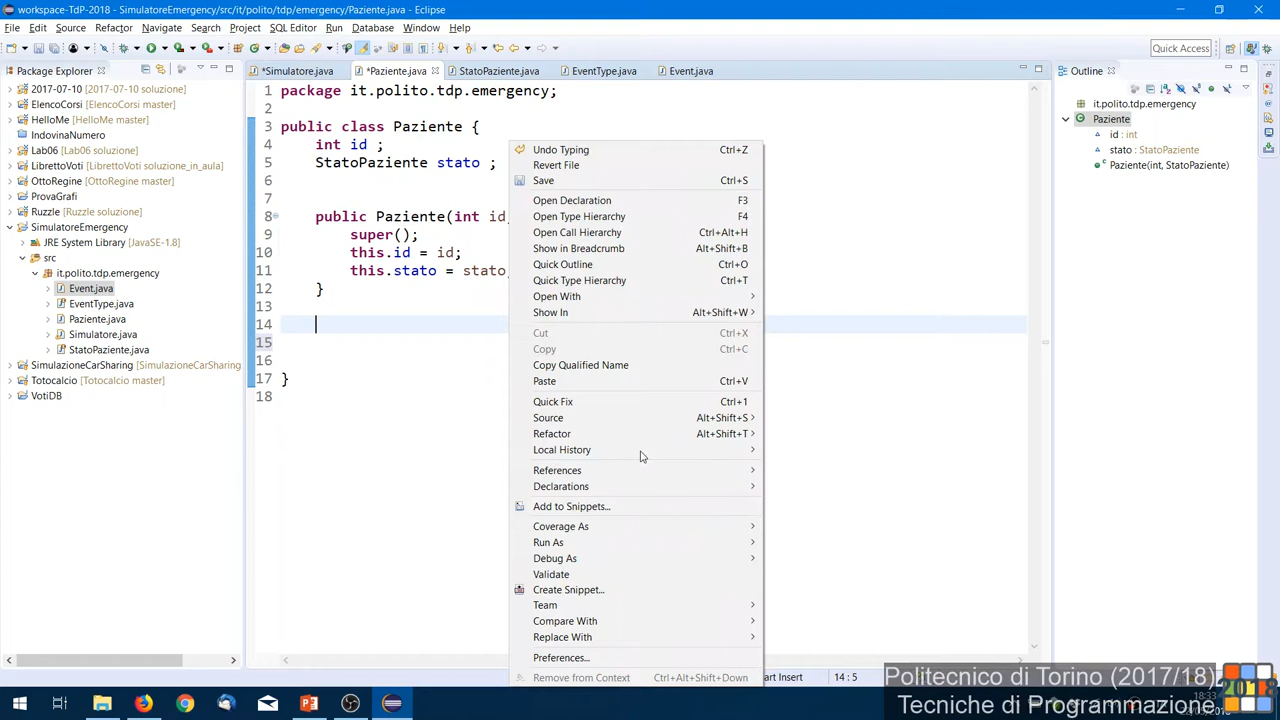 workspace-TdP-2018 - SimulatoreEmergency/src/it/polito/tdp/emergency/Paziente.java - Eclipse
File Edit Source Refactor Navigate Search Project SQL Editor Run Database Window Help
Quick Access
Package Explorer
2017-07-10 [2017-07-10 soluzione]
ElencoCorsi [ElencoCorsi master]
HelloMe [HelloMe master]
IndovinaNumero
Lab06 [Lab06 soluzione]
LibrettoVoti [LibrettoVoti soluzione_in_aula]
OttoRegine [OttoRegine master]
ProvaGrafi
Ruzzle [Ruzzle soluzione]
SimulatoreEmergency
JRE System Library [JavaSE-1.8]
src
it.polito.tdp.emergency
Event.java
EventType.java
Paziente.java
Simulatore.java
StatoPaziente.java
SimulazioneCarSharing [SimulazioneCarSharing
Totocalcio [Totocalcio master]
VotiDB
*Simulatore.java *Paziente.java StatoPaziente.java EventType.java Event.java
1 package it.polito.tdp.emergency;
2
3 public class Paziente {
4 int id ;
5 StatoPaziente stato ;
6
7
8 public Paziente(int id,
9 super();
10 this.id = id;
11 this.stato = stato;
12 }
13
14
15
16
17 }
18
Undo Typing Ctrl+Z
Revert File
Save Ctrl+S
Open Declaration F3
Open Type Hierarchy F4
Open Call Hierarchy Ctrl+Alt+H
Show in Breadcrumb Alt+Shift+B
Quick Outline Ctrl+O
Quick Type Hierarchy Ctrl+T
Open With
Show In Alt+Shift+W
Cut Ctrl+X
Copy Ctrl+C
Copy Qualified Name
Paste Ctrl+V
Quick Fix Ctrl+1
Source Alt+Shift+S
Refactor Alt+Shift+T
Local History
References
Declarations
Add to Snippets...
Coverage As
Run As
Debug As
Validate
Create Snippet...
Team
Compare With
Replace With
Preferences...
Remove from Context Ctrl+Alt+Shift+Down
Outline
it.polito.tdp.emergency
Paziente
id : int
stato : StatoPaziente
Paziente(int, StatoPaziente)
art Insert 14 : 5
Politecnico di Torino (2017/18)
Tecniche di Programmazione
2018
18:33